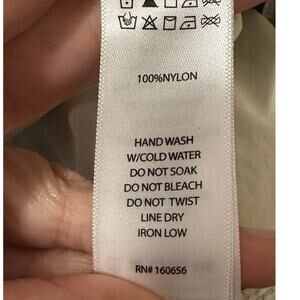 100%NYLON
HAND WASH
W/COLD WATER
DO NOT SOAK
DO NOT BLEACH
DO NOT TWIST
LINE DRY
IRON LOW
RN# 160656